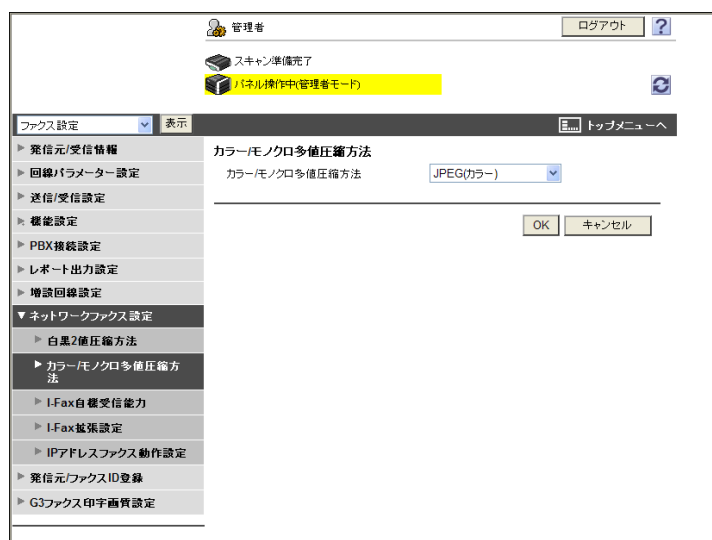 管理者
ログアウト
?
スキャン準備完了
パネル操作中(管理者モード)
ファクス設定
表示
トップメニューへ
発信元/受信情報
回線パラメーター設定
送信/受信設定
機能設定
PBX接続設定
レポート出力設定
増設回線設定
ネットワークファクス設定
白黒2値圧縮方法
カラー/モノクロ多値圧縮方
法
I-Fax自機受信能力
I-Fax拡張設定
IPアドレスファクス動作設定
発信元/ファクスID登録
G3ファクス印字画質設定
カラー/モノクロ多値圧縮方法
カラー/モノクロ多値圧縮方法
JPEG(カラー)
OK
キャンセル